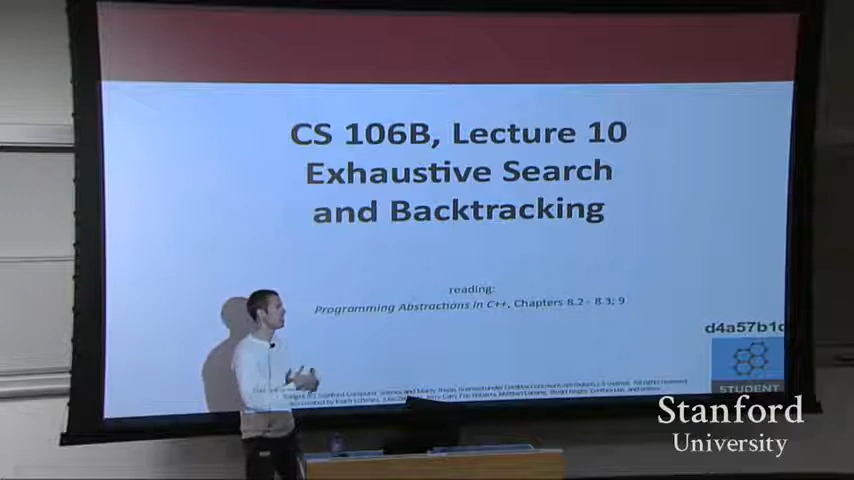 CS 106B, Lecture 10
Exhaustive Search
and Backtracking
reading:
Programming Abstractions in C++, Chapters 8.2 - 8.3; 9
d4a57b1c
STUDENT
Stanford
University